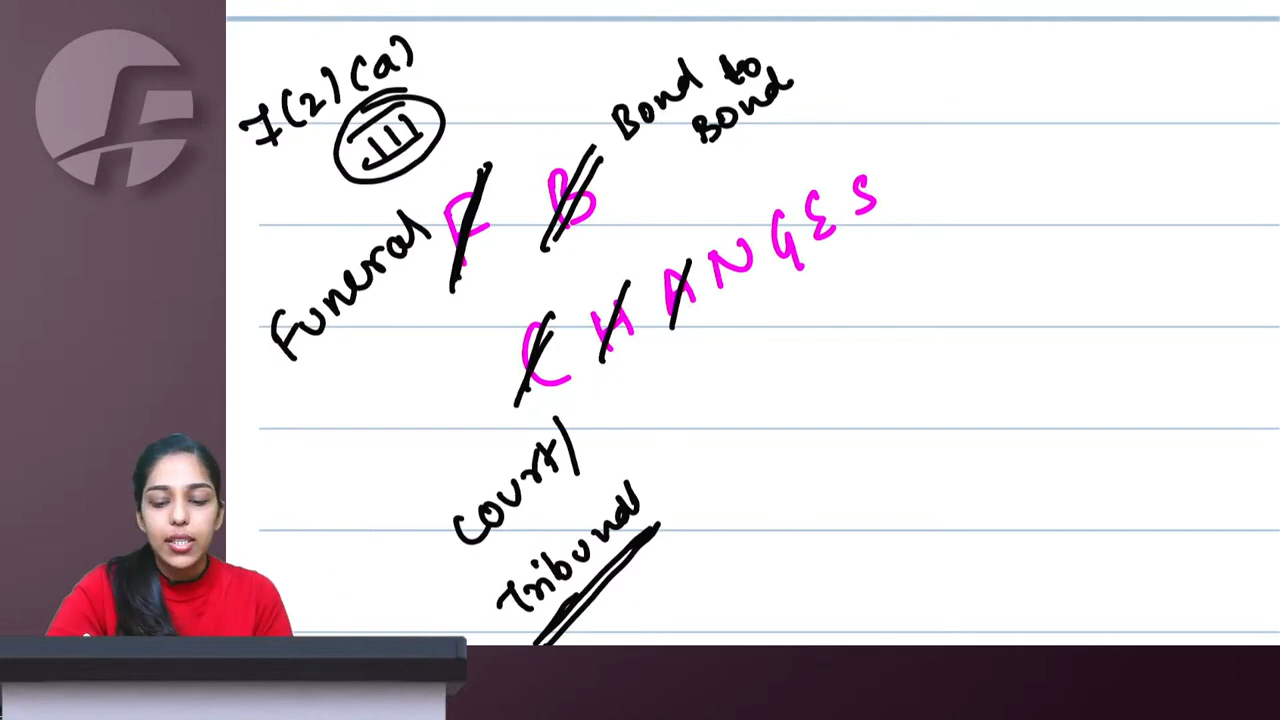 7(2)(a)
III
Bond to
Bond
F B
Funeral
CHANGES
Court/
Tribunal